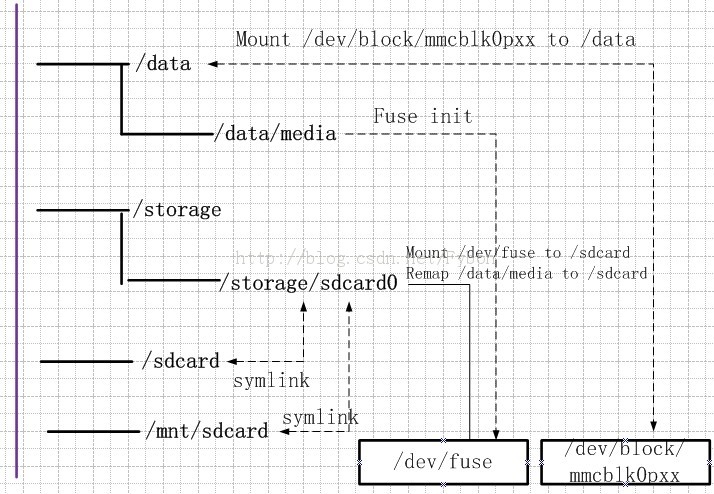 Mount /dev/block/mmcblk0pxx to /data
/data
Fuse init
/data/media
/storage
http://blog.csdn.net/
Mount /dev/fuse to /sdcard
Remap /data/media to /sdcard
/storage/sdcard0
/sdcard
symlink
symlink
/mnt/sdcard
/dev/fuse
/dev/block/
mmcblk0pxx